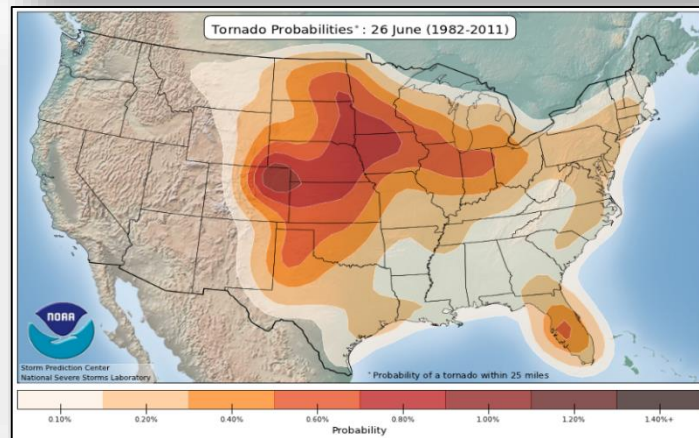 Tornado Probabilities*: 26 June (1982-2011)
NOAA
Storm Prediction Center
National Severe Storms Laboratory
*Probability of a tornado within 25 miles
0.10% 0.20% 0.40% 0.60% 0.80% 1.00% 1.20% 1.40%+
Probability